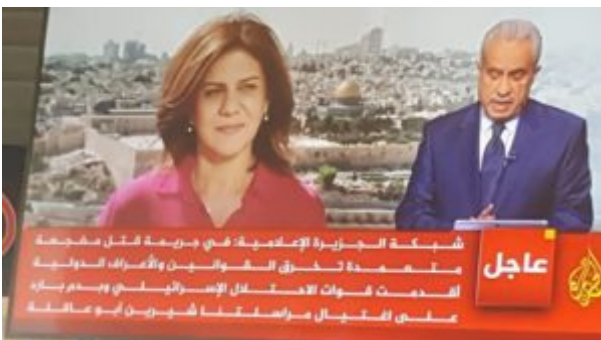 عاجل
شبكة الجزيرة الإعلامية: في جريمة قتل مفجعة
متعمدة تخرق القوانين والأعراف الدولية
أقدمت قوات الاحتلال الإسرائيلي وبدم بارد
على اغتيال مراسلتنا شيرين أبو عاقلة